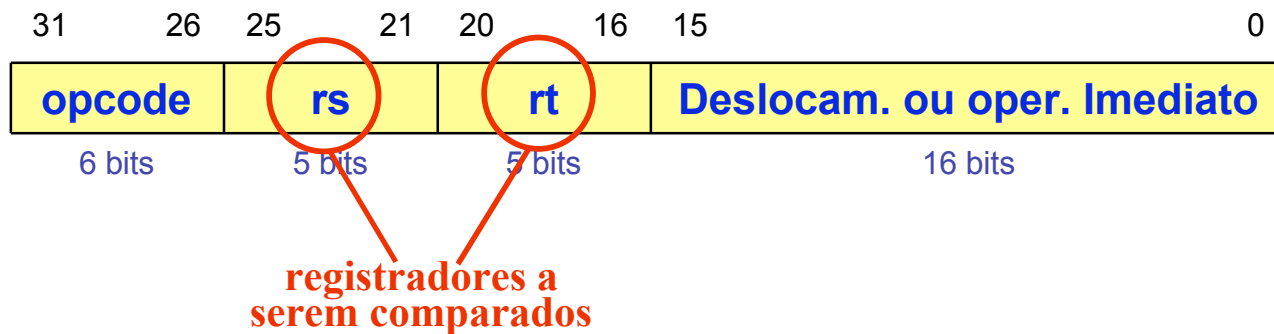 31 26 25 21 20 16 15 0
opcode rs rt Deslocam. ou oper. Imediato
6 bits 5 bits 5 bits 16 bits
registradores a
serem comparados